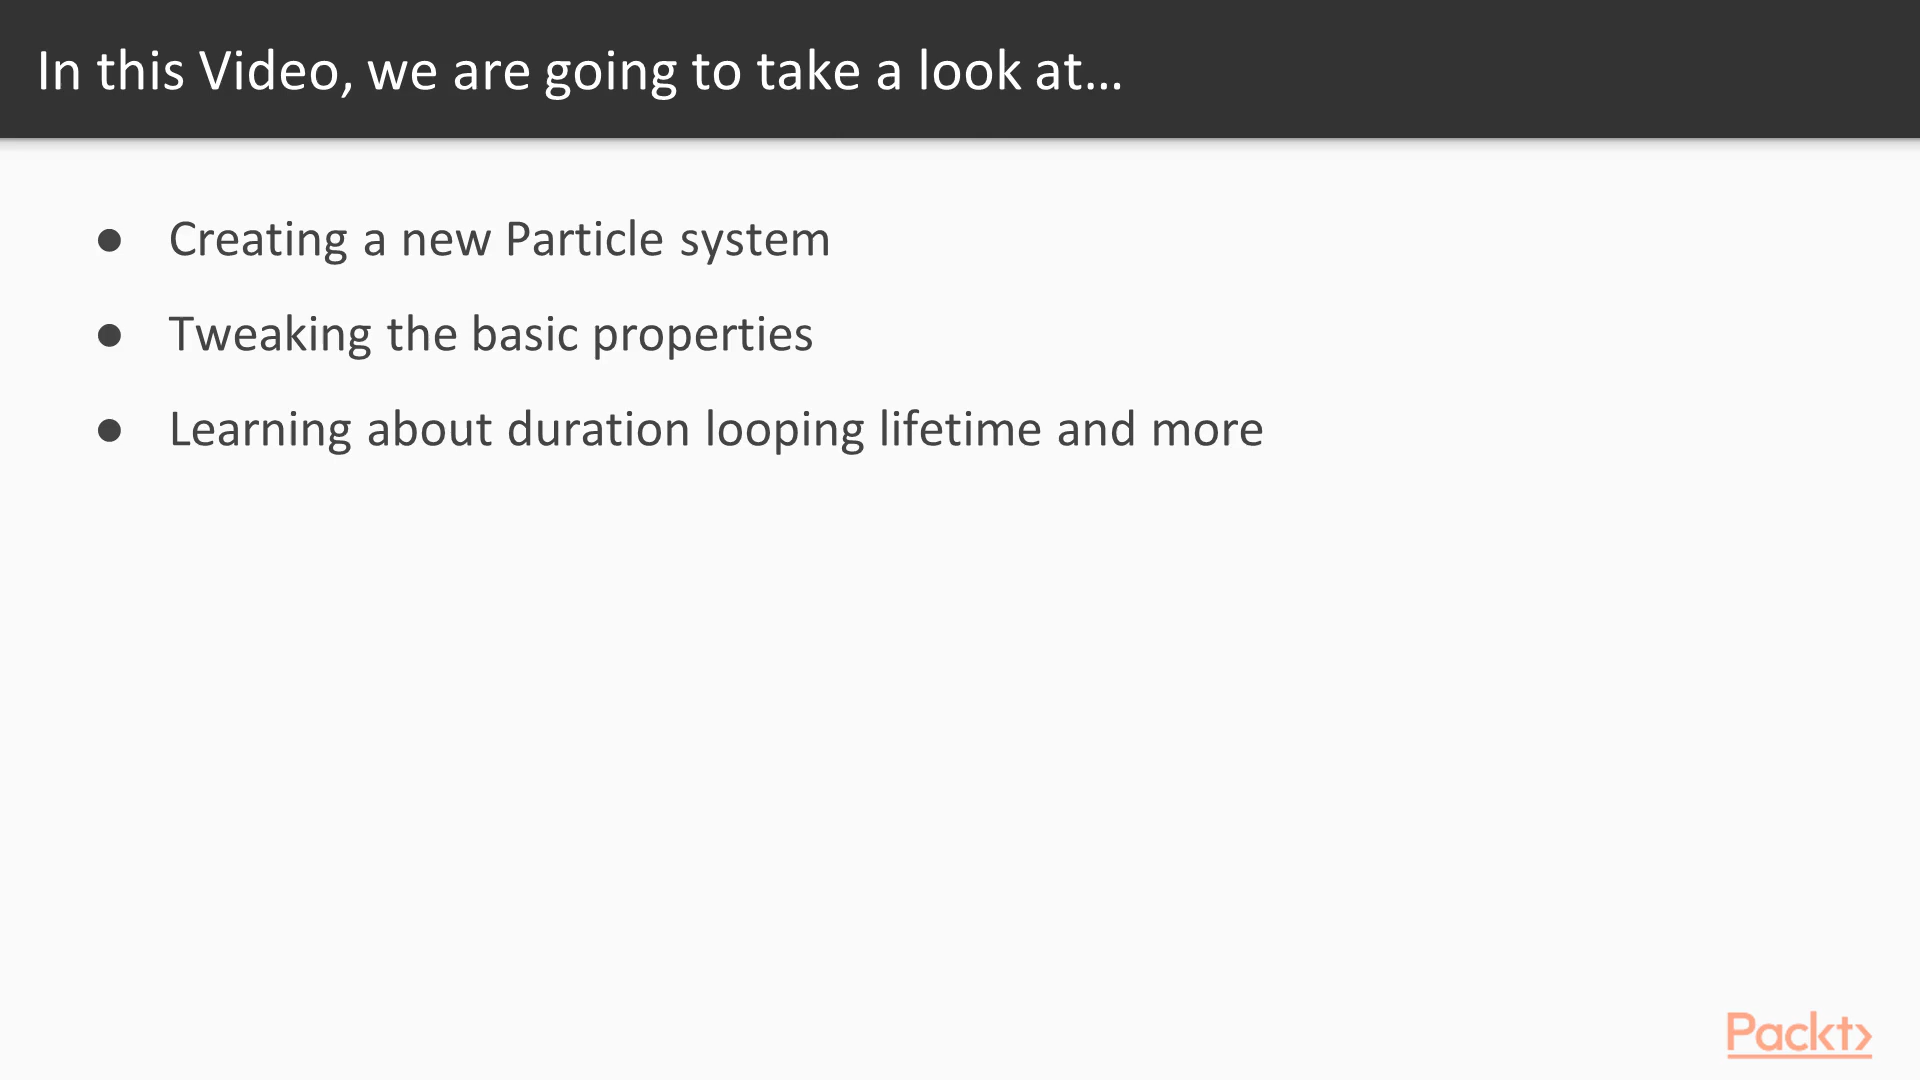 In this Video, we are going to take a look at...
● Creating a new Particle system
● Tweaking the basic properties
● Learning about duration looping lifetime and more
Packt>